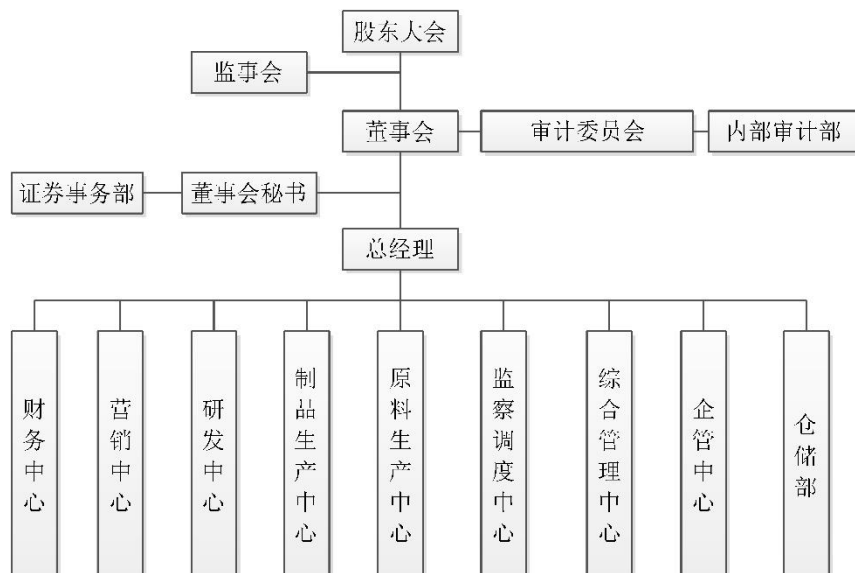 股东大会
监事会
董事会
审计委员会
内部审计部
证券事务部
董事会秘书
总经理
财务中心
营销中心
研发中心
制品生产中心
原料生产中心
监察调度中心
综合管理中心
企管中心
仓储部